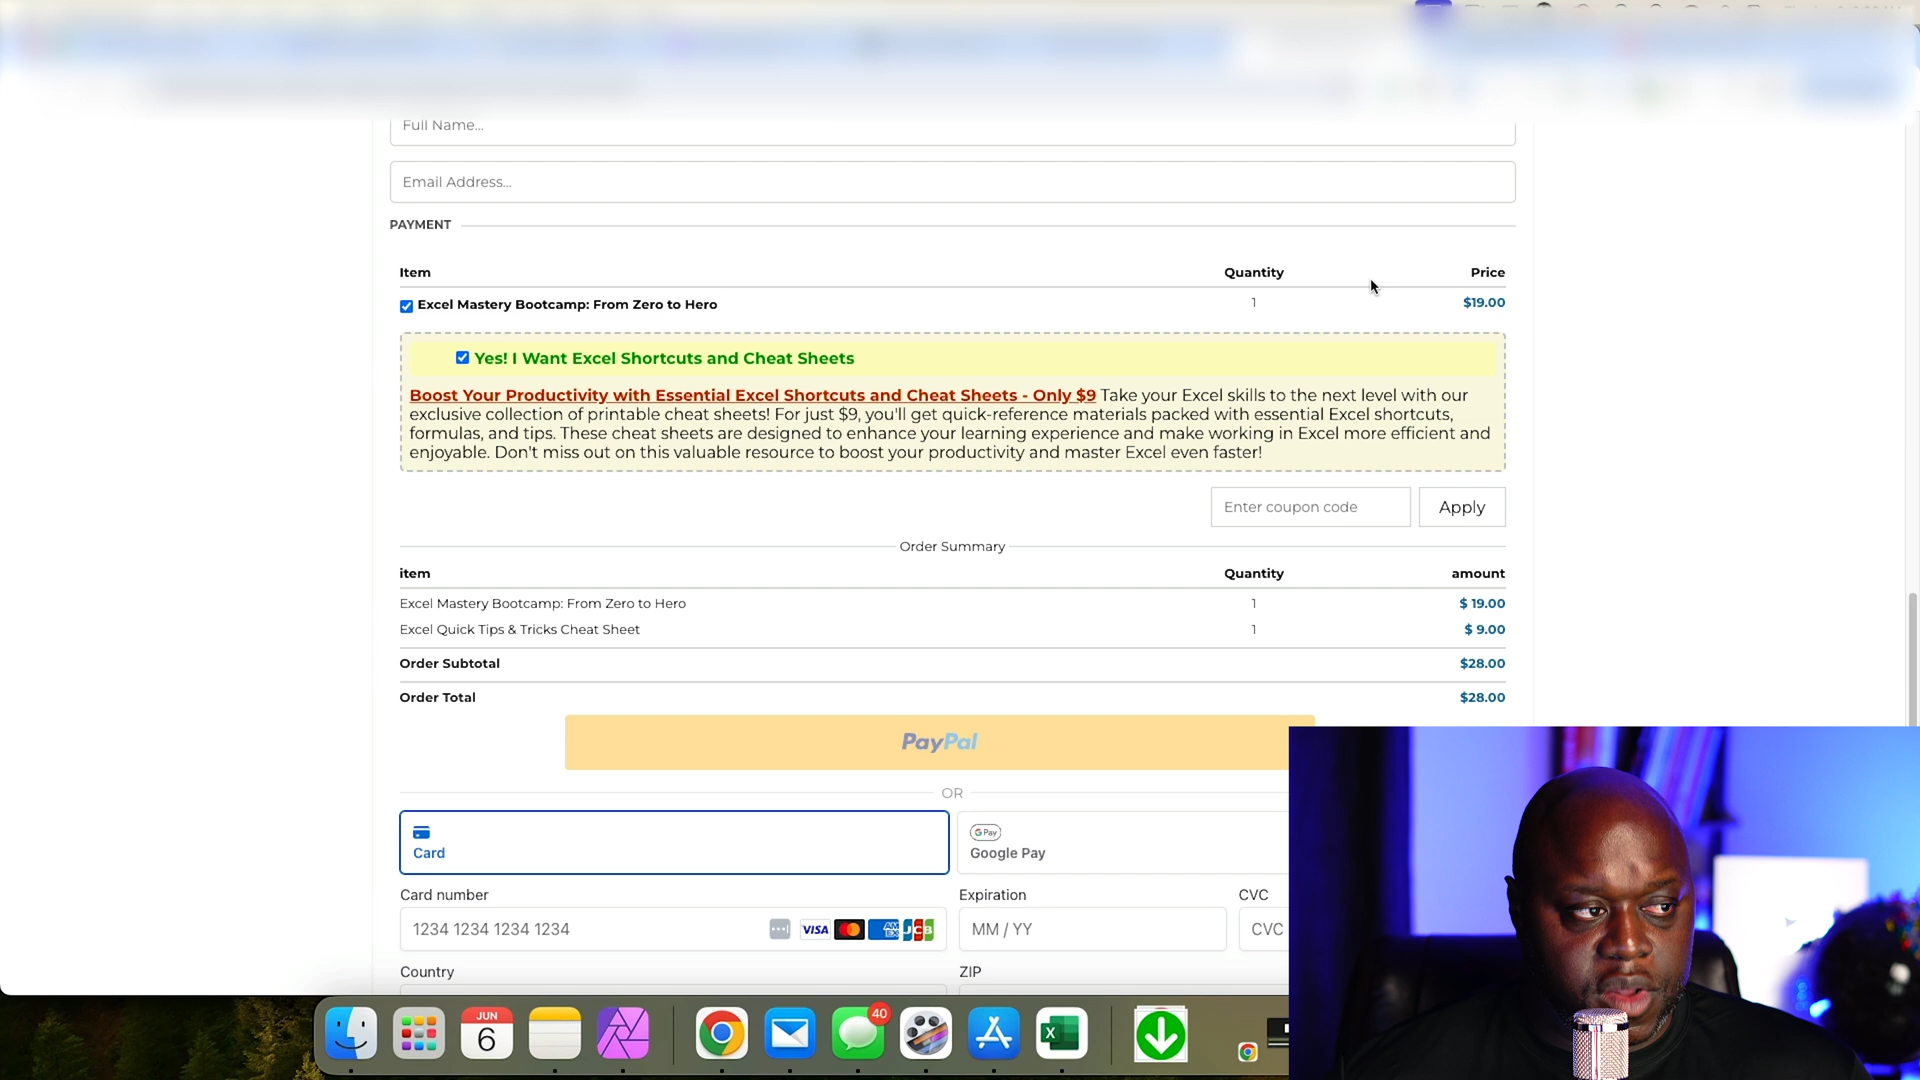 Full Name...
Email Address...
PAYMENT
Item Quantity Price
Excel Mastery Bootcamp: From Zero to Hero 1 $19.00
Yes! I Want Excel Shortcuts and Cheat Sheets
Boost Your Productivity with Essential Excel Shortcuts and Cheat Sheets - Only $9 Take your Excel skills to the next level with our
exclusive collection of printable cheat sheets! For just $9, you'll get quick-reference materials packed with essential Excel shortcuts,
formulas, and tips. These cheat sheets are designed to enhance your learning experience and make working in Excel more efficient and
enjoyable. Don't miss out on this valuable resource to boost your productivity and master Excel even faster!
Enter coupon code Apply
Order Summary
item Quantity amount
Excel Mastery Bootcamp: From Zero to Hero 1 $ 19.00
Excel Quick Tips & Tricks Cheat Sheet 1 $ 9.00
Order Subtotal $28.00
Order Total $28.00
PayPal
OR
G Pay
Card Google Pay
Card number Expiration CVC
1234 1234 1234 1234 VISA AMEX JCB MM / YY CVC
Country ZIP
JUN
6
40
X